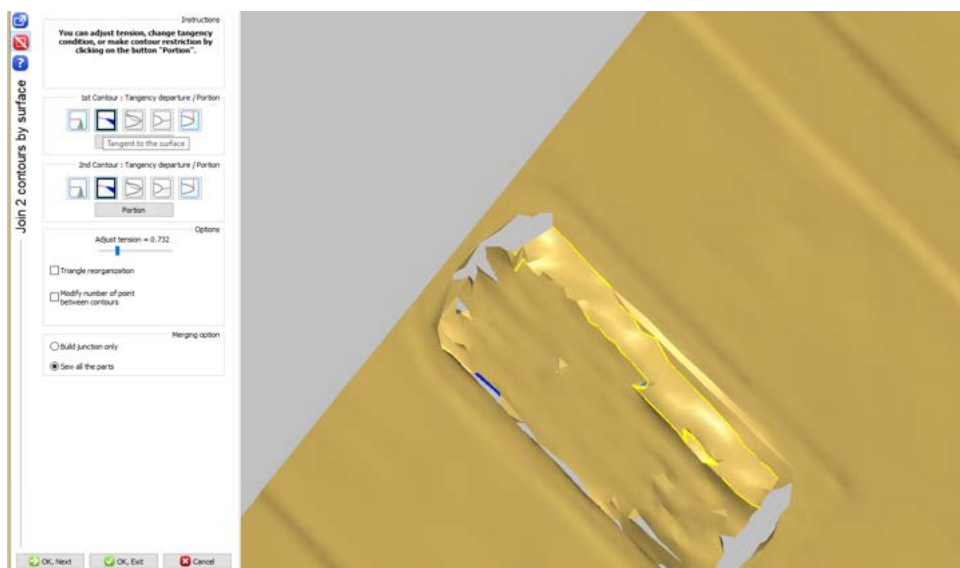 Instructions
You can adjust tension, change tangency
condition, or make contour restriction by
clicking on the button "Portion".
Join 2 contours by surface
1st Contour : Tangency departure / Portion
Tangent to the surface
2nd Contour : Tangency departure / Portion
Portion
Options
Adjust tension = 0.732
Triangle reorganization
Modify number of point
between contours
Merging option
Build junction only
Sew all the parts
OK, Next
OK, Exit
Cancel